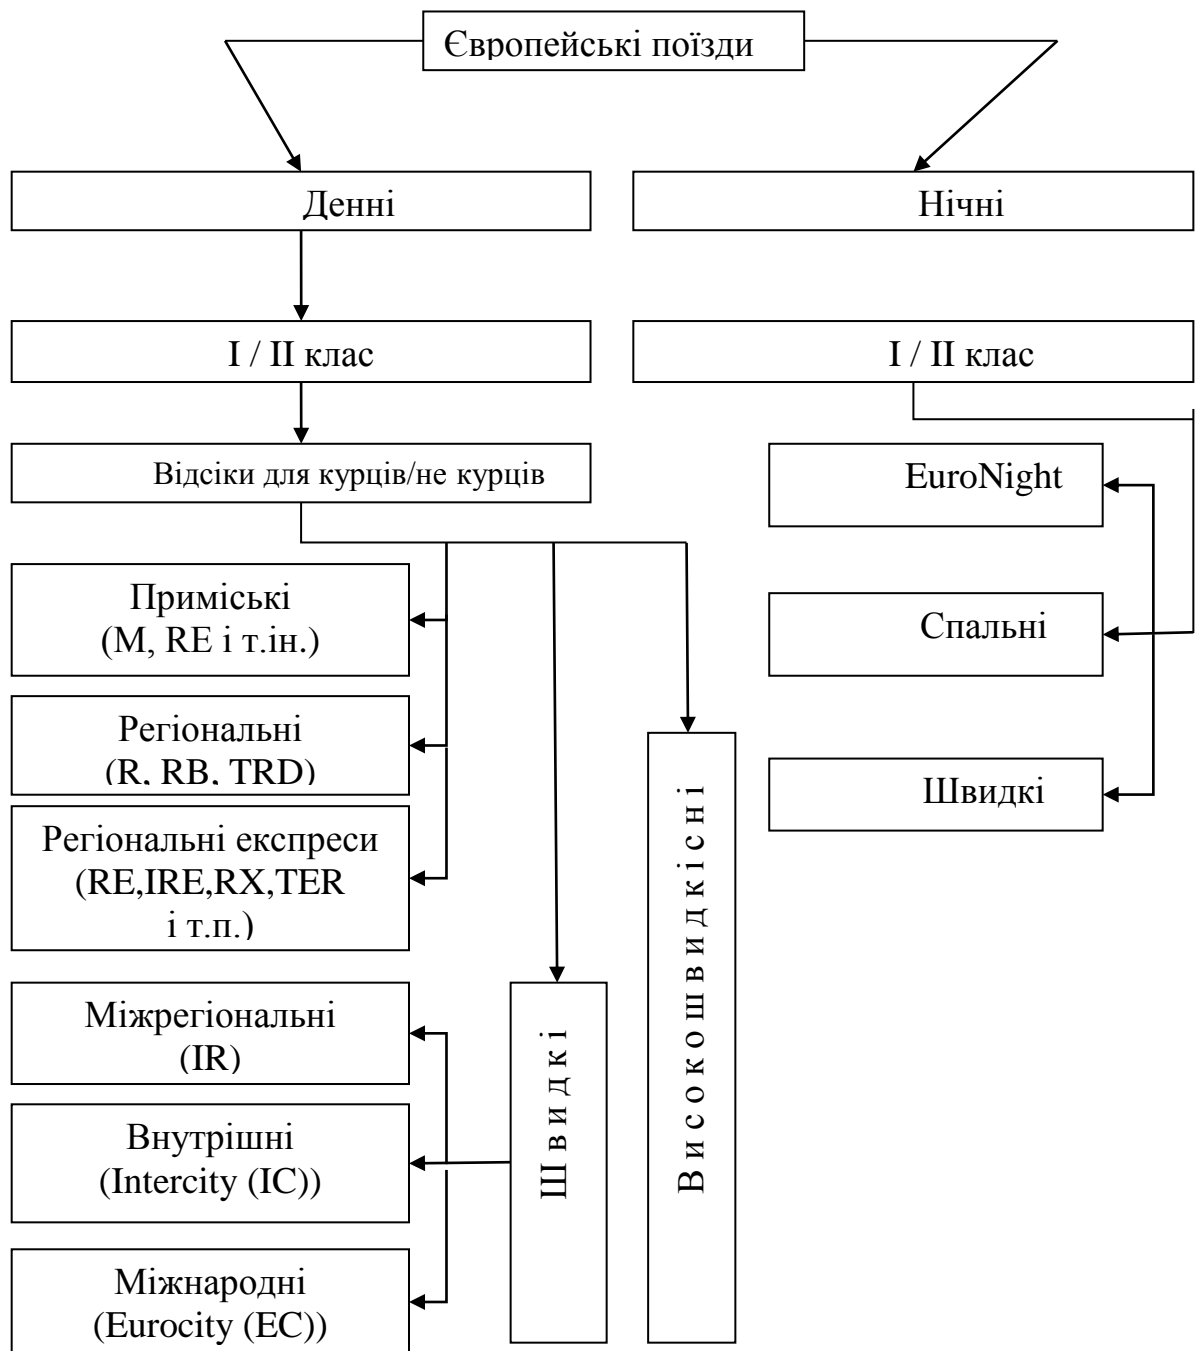 Європейські поїзди
Денні
Нічні
I / II клас
I / II клас
Відсіки для курців/не курців
EuroNight
Приміські
(М, RE і т.ін.)
Спальні
Регіональні
(R, RB, TRD)
Швидкі
Регіональні експреси
(RE,IRE,RX,TER
і т.п.)
Міжрегіональні
(IR)
Внутрішні
(Intercity (IC))
Міжнародні
(Eurocity (EC))
Швидкі
Високошвидкісні